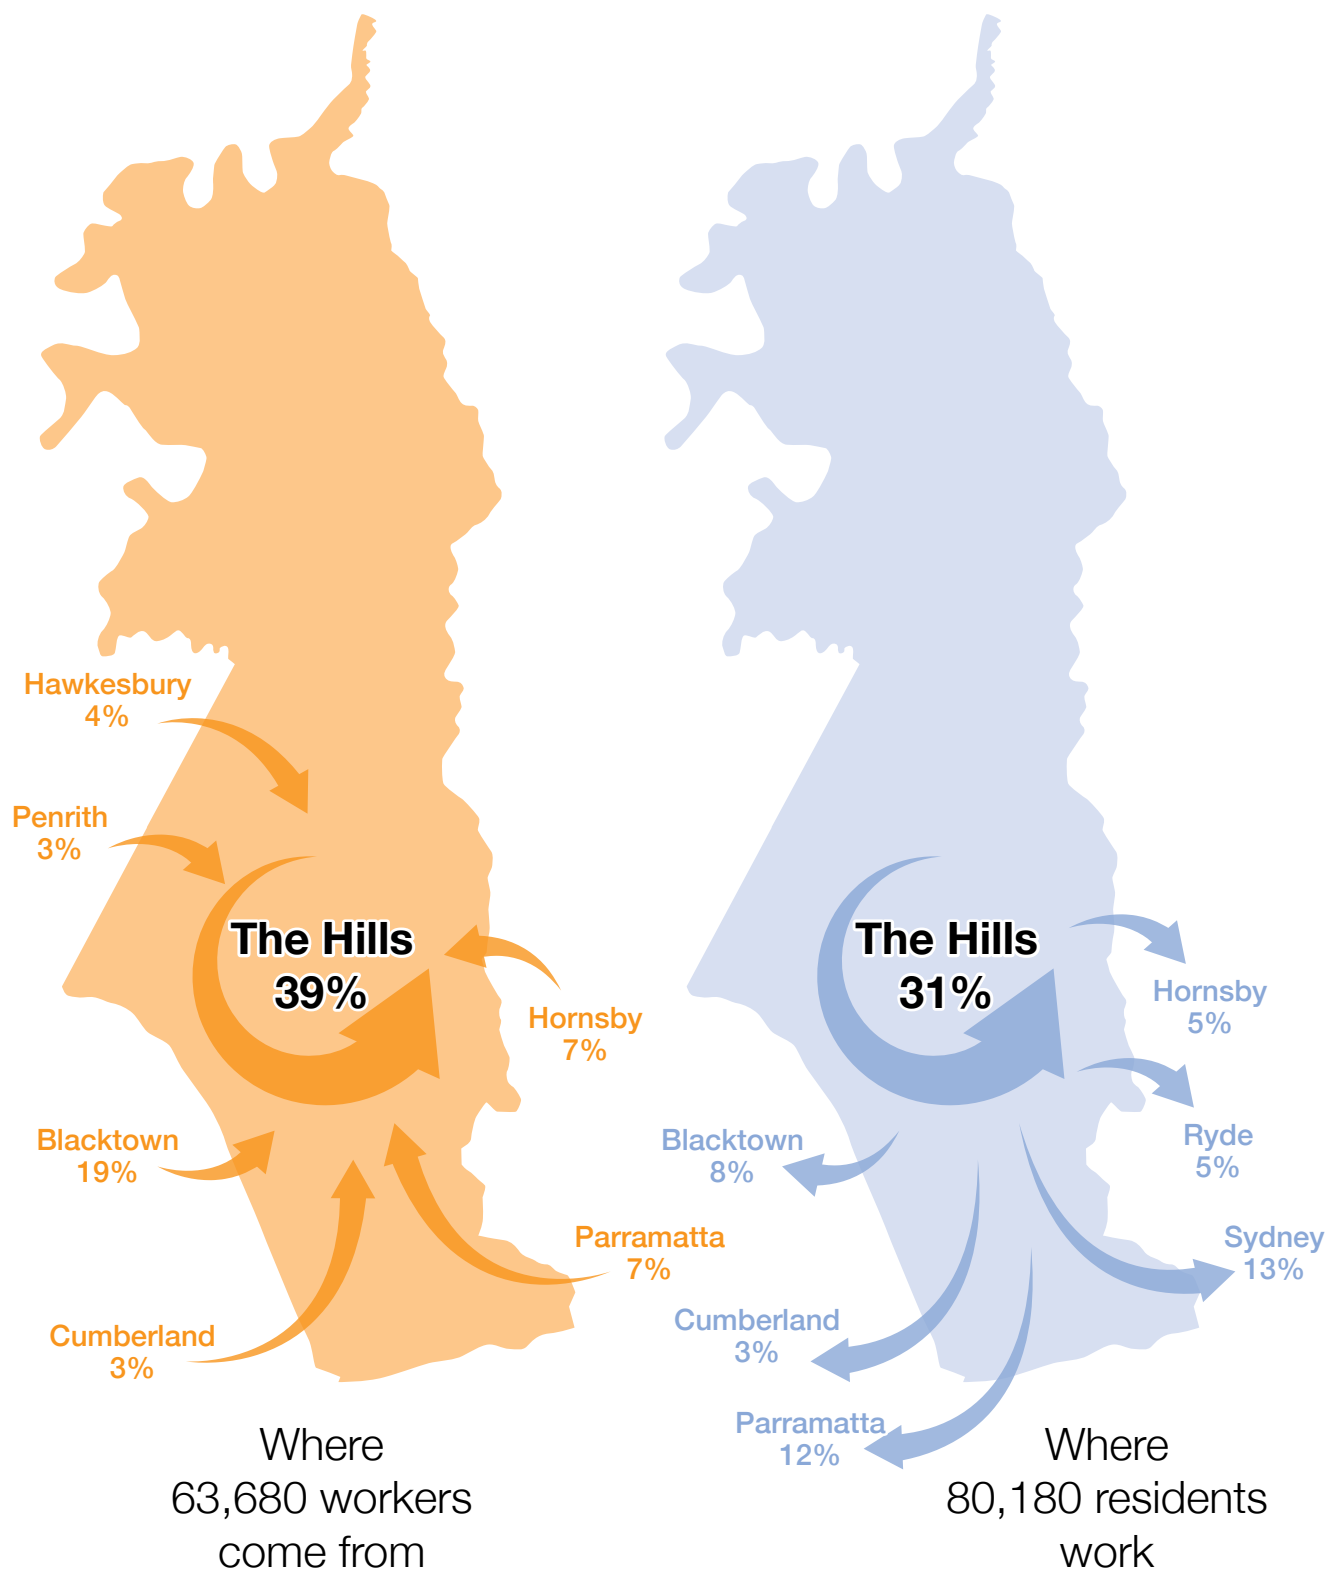 Hawkesbury
4%
Penrith
3%
The Hills
39%
Hornsby
7%
Blacktown
19%
Parramatta
7%
Cumberland
3%
Where
63,680 workers
come from
The Hills
31%
Hornsby
5%
Blacktown
8%
Ryde
5%
Sydney
13%
Cumberland
3%
Parramatta
12%
Where
80,180 residents
work